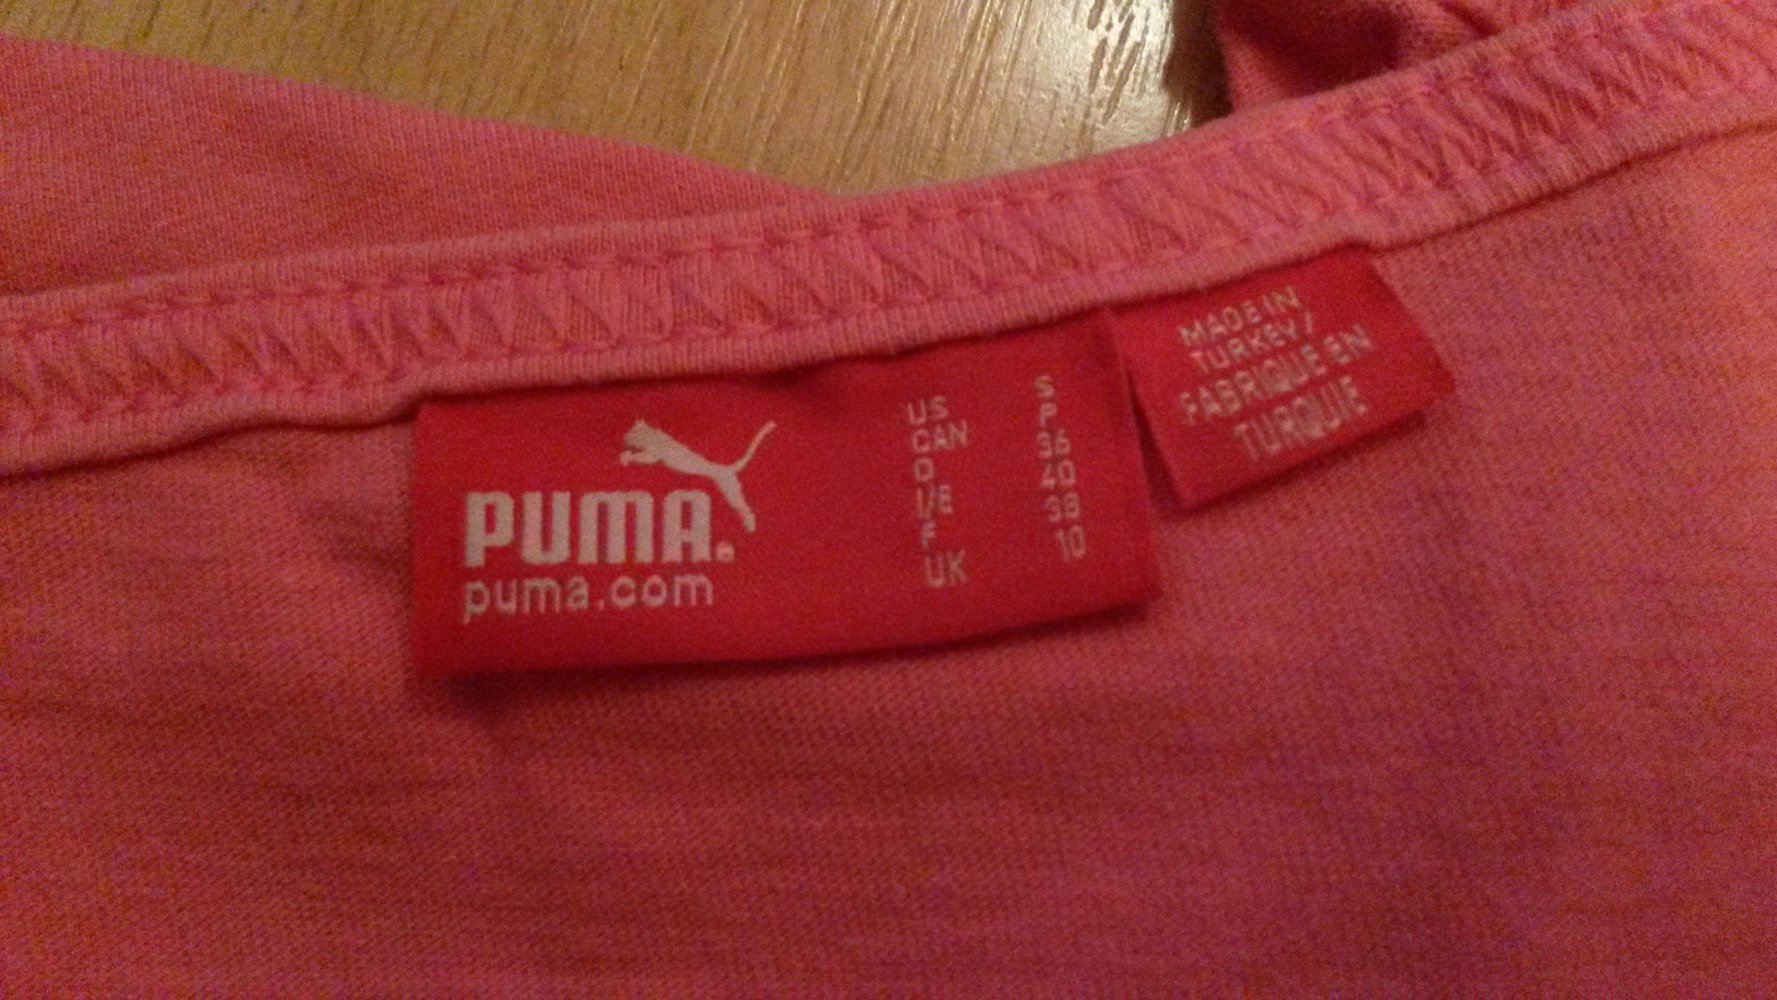 PUMA.
puma.com
US S
CAN P
D 36
I/E 40
F 38
UK 10
MADE IN
TURKEY/
FABRIQUE EN
TURQUIE